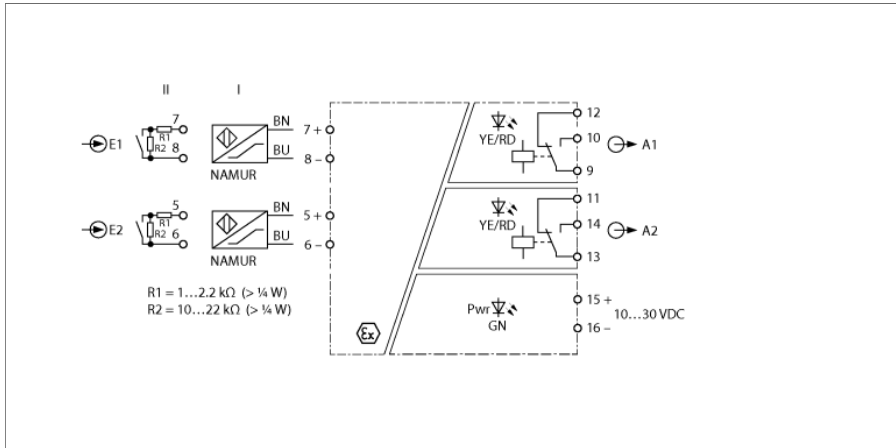 II I
7
E1 R1
R2 8
BN 7 +
BU 8 –
NAMUR
5
E2 R1
R2 6
BN 5 +
BU 6 –
NAMUR
R1 = 1…2.2 kΩ (> ¼ W)
R2 = 10…22 kΩ (> ¼ W)
Ex
YE/RD
12
10
9
A1
YE/RD
11
14
13
A2
Pwr
GN
15 +
16 –
10…30 VDC